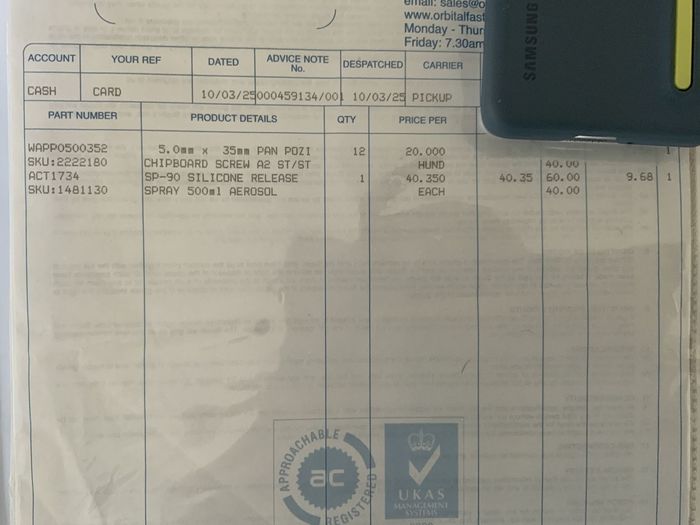 email: sales@o
www.orbitalfast
Monday - Thur
Friday: 7.30am
SAMSUNG
ACCOUNT YOUR REF DATED ADVICE NOTE No. DESPATCHED CARRIER
CASH CARD 10/03/25 000459134/001 10/03/25 PICKUP
PART NUMBER PRODUCT DETAILS QTY PRICE PER
WAPP0500352 5.0mm x 35mm PAN POZI 12 20.000 1
SKU:2222180 CHIPBOARD SCREW A2 ST/ST HUND 40.00
ACT1734 SP-90 SILICONE RELEASE 1 40.350 40.35 60.00 9.68 1
SKU:1481130 SPRAY 500ml AEROSOL EACH 40.00
APPROACHABLE
ac
REGISTERED
UKAS
MANAGEMENT
SYSTEMS